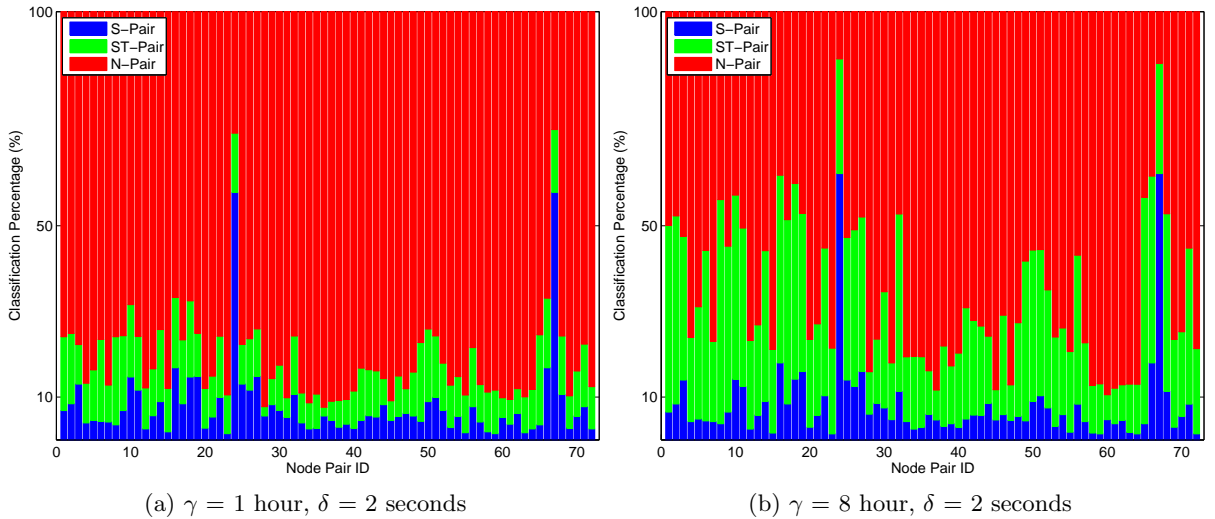 100
50
10
Classification Percentage (%)
S−Pair
ST−Pair
N−Pair
0 10 20 30 40 50 60 70
Node Pair ID
(a) γ = 1 hour, δ = 2 seconds
100
50
10
Classification Percentage (%)
S−Pair
ST−Pair
N−Pair
0 10 20 30 40 50 60 70
Node Pair ID
(b) γ = 8 hour, δ = 2 seconds